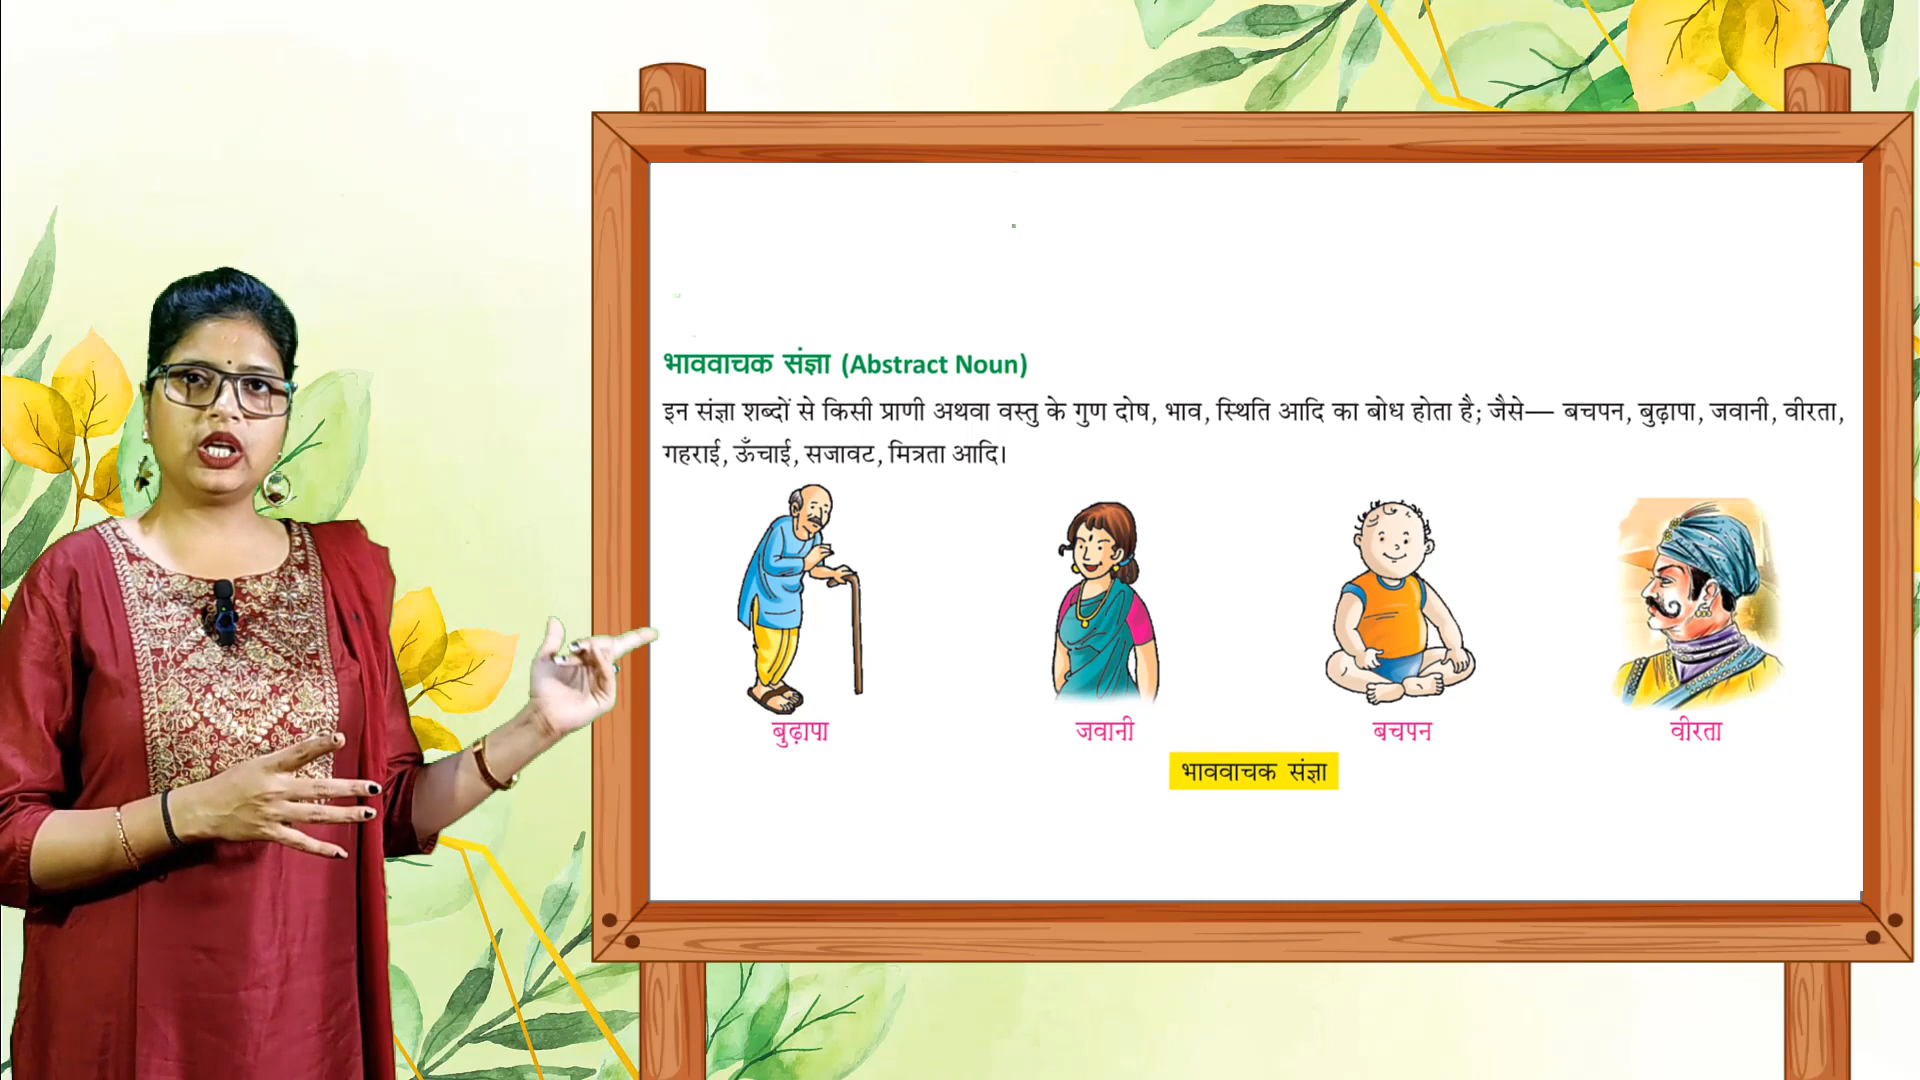 भाववाचक संज्ञा (Abstract Noun)
इन संज्ञा शब्दों से किसी प्राणी अथवा वस्तु के गुण दोष, भाव, स्थिति आदि का बोध होता है; जैसे— बचपन, बुढ़ापा, जवानी, वीरता,
गहराई, ऊँचाई, सजावट, मित्रता आदि।
बुढ़ापा जवानी बचपन वीरता
भाववाचक संज्ञा